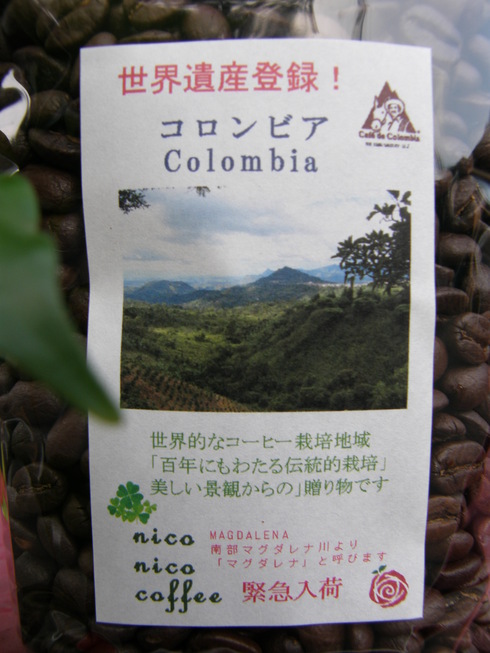 世界遺産登録！
コロンビア
Colombia
Café de Colombia
世界的なコーヒー栽培地域
「百年にもわたる伝統的栽培」
美しい景観からの」贈り物です
nico
nico
coffee
MAGDALENA
南部マグダレナ川より
「マグダレナ」と呼びます
緊急入荷